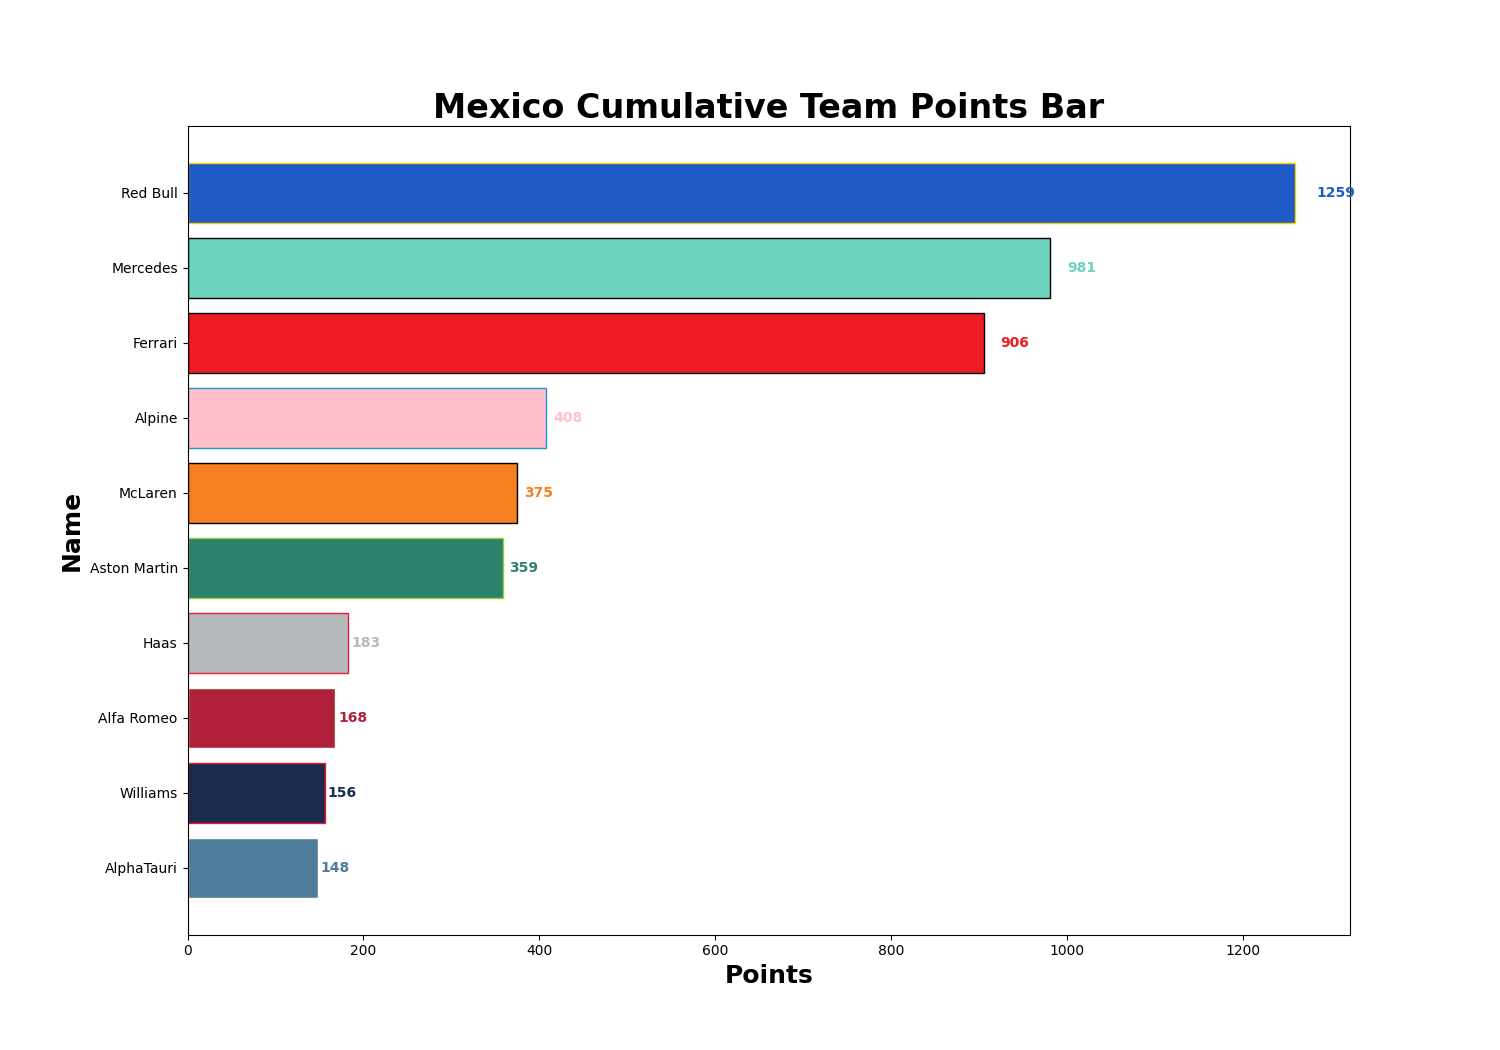 Mexico Cumulative Team Points Bar
Red Bull 1259
Mercedes 981
Ferrari 906
Alpine 408
McLaren 375
Name
Aston Martin 359
Haas 183
Alfa Romeo 168
Williams 156
AlphaTauri 148
0 200 400 600 800 1000 1200
Points